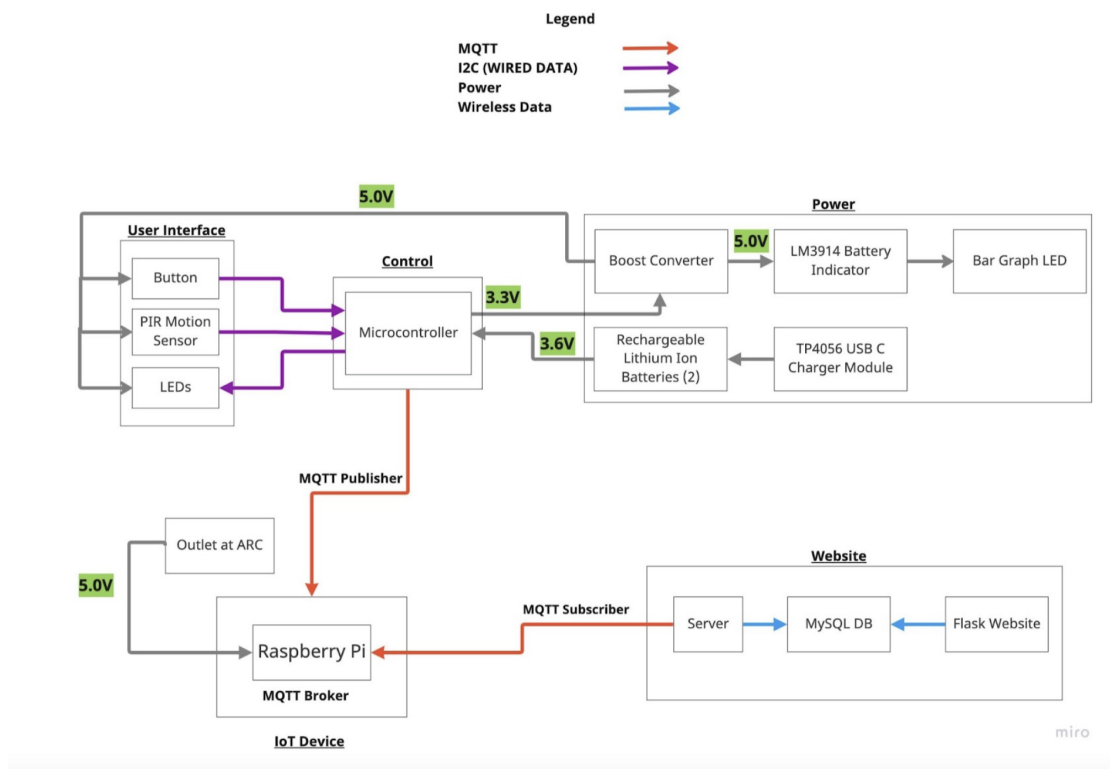 Legend
MQTT
I2C (WIRED DATA)
Power
Wireless Data
5.0V
Power
User Interface
Button
PIR Motion
Sensor
LEDs
Control
Microcontroller
3.3V
3.6V
Boost Converter
5.0V
LM3914 Battery
Indicator
Bar Graph LED
Rechargeable
Lithium Ion
Batteries (2)
TP4056 USB C
Charger Module
MQTT Publisher
Outlet at ARC
5.0V
Raspberry Pi
MQTT Broker
IoT Device
MQTT Subscriber
Website
Server
MySQL DB
Flask Website
miro